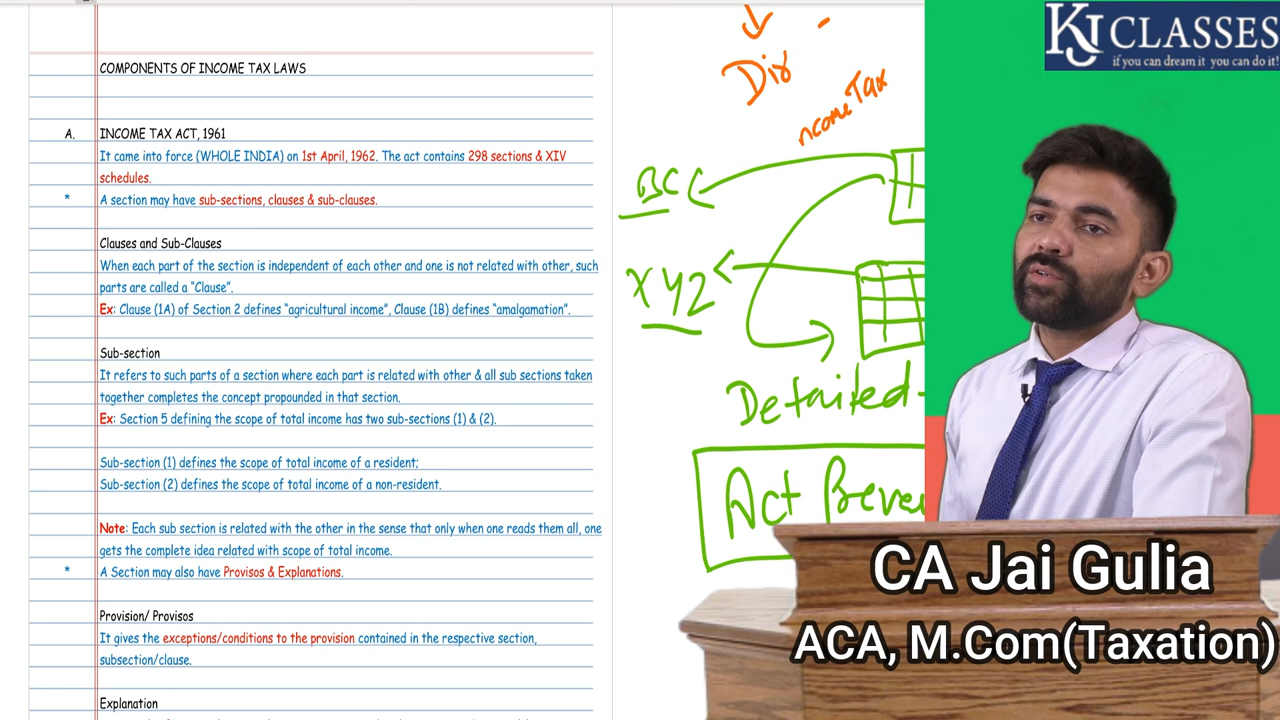 COMPONENTS OF INCOME TAX LAWS
A. INCOME TAX ACT, 1961
It came into force (WHOLE INDIA) on 1st April, 1962. The act contains 298 sections & XIV
schedules.
* A section may have sub-sections, clauses & sub-clauses.
Clauses and Sub-Clauses
When each part of the section is independent of each other and one is not related with other, such
parts are called a “Clause”.
Ex: Clause (1A) of Section 2 defines “agricultural income”, Clause (1B) defines “amalgamation”.
Sub-section
It refers to such parts of a section where each part is related with other & all sub sections taken
together completes the concept propounded in that section.
Ex: Section 5 defining the scope of total income has two sub-sections (1) & (2).
Sub-section (1) defines the scope of total income of a resident;
Sub-section (2) defines the scope of total income of a non-resident.
Note: Each sub section is related with the other in the sense that only when one reads them all, one
gets the complete idea related with scope of total income.
* A Section may also have Provisos & Explanations.
Provision/ Provisos
It gives the exceptions/conditions to the provision contained in the respective section,
subsection/clause.
Explanation
Dir
ncome Tax
XYZ
Detailed-
Act Preve
KJ CLASSES
if you can dream it you can do it!
CA Jai Gulia
ACA, M.Com(Taxation)